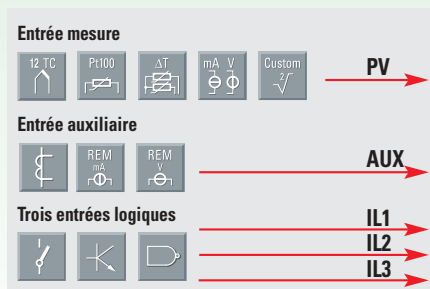 Entrée mesure
12 TC Pt100 ΔT mA V Custom
2√
PV
Entrée auxiliaire
REM mA REM V
AUX
Trois entrées logiques
IL1
IL2
IL3